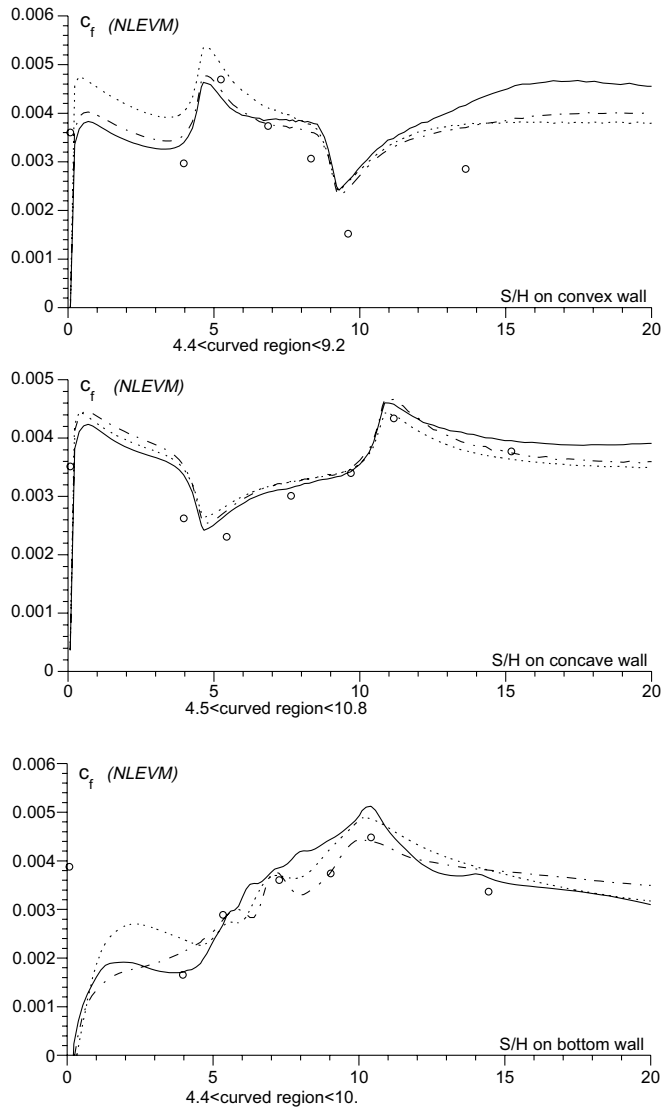 0.006
c_f (NLEVM)
0.005
0.004
0.003
0.002
0.001
0
S/H on convex wall
0 5 10 15 20
4.4<curved region<9.2
0.005
c_f (NLEVM)
0.004
0.003
0.002
0.001
0
S/H on concave wall
0 5 10 15 20
4.5<curved region<10.8
0.006
c_f (NLEVM)
0.005
0.004
0.003
0.002
0.001
0
S/H on bottom wall
0 5 10 15 20
4.4<curved region<10.